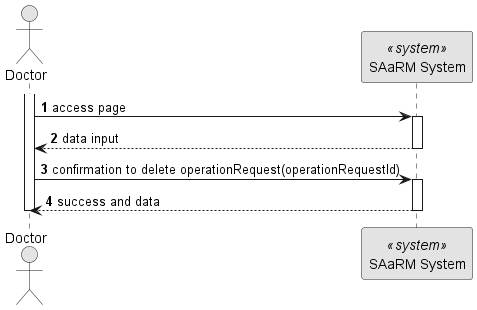 Doctor
«system»
SAaRM System
1 access page
2 data input
3 confirmation to delete operationRequest(operationRequestId)
4 success and data
Doctor
«system»
SAaRM System